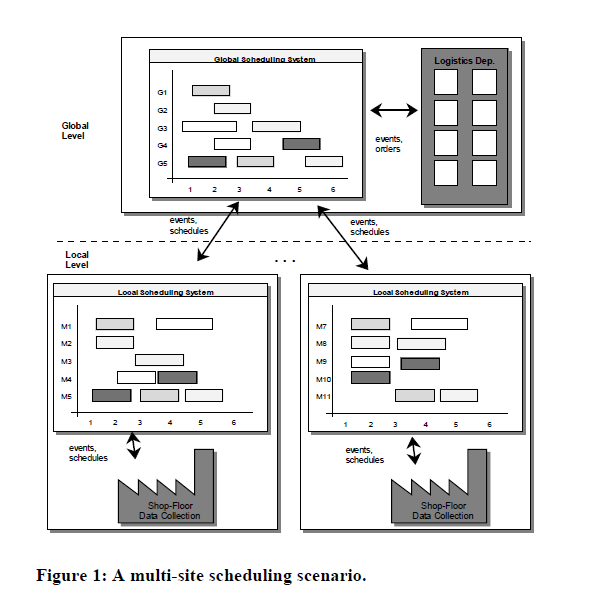 Global Scheduling System
Logistics Dep.
G1
G2
Global
Level
G3
G4
events,
orders
G5
1 2 3 4 5 6
events,
schedules
events,
schedules
Local
Level
. . .
Local Scheduling System
M1
M2
M3
M4
M5
1 2 3 4 5 6
Local Scheduling System
M7
M8
M9
M10
M11
1 2 3 4 5 6
events,
schedules
Shop-Floor
Data Collection
events,
schedules
Shop-Floor
Data Collection
Figure 1: A multi-site scheduling scenario.